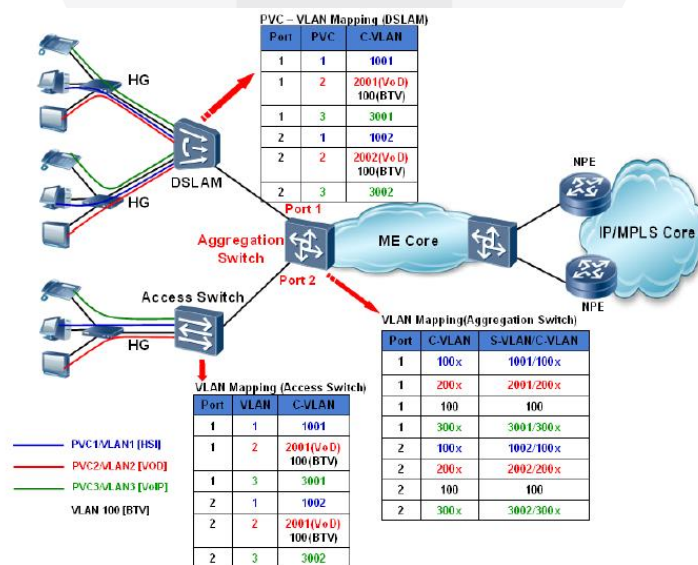 PVC – VLAN Mapping (DSLAM)
Port PVC C-VLAN
1 1 1001
1 2 2001(VoD)
100(BTV)
1 3 3001
2 1 1002
2 2 2002(VoD)
100(BTV)
2 3 3002
HG
HG
DSLAM
Port 1
Aggregation
Switch
Port 2
ME Core
NPE
IP/MPLS Core
NPE
Access Switch
HG
VLAN Mapping(Aggregation Switch)
Port C-VLAN S-VLAN/C-VLAN
1 100x 1001/100x
1 200x 2001/200x
1 100 100
1 300x 3001/300x
2 100x 1002/100x
2 200x 2002/200x
2 100 100
2 300x 3002/300x
VLAN Mapping (Access Switch)
Port VLAN C-VLAN
1 1 1001
1 2 2001(VoD)
100(BTV)
1 3 3001
2 1 1002
2 2 2001(VoD)
100(BTV)
2 3 3002
PVC1/VLAN1 [HSI]
PVC2/VLAN2 [VOD]
PVC3/VLAN3 [VoIP]
VLAN 100 [BTV]